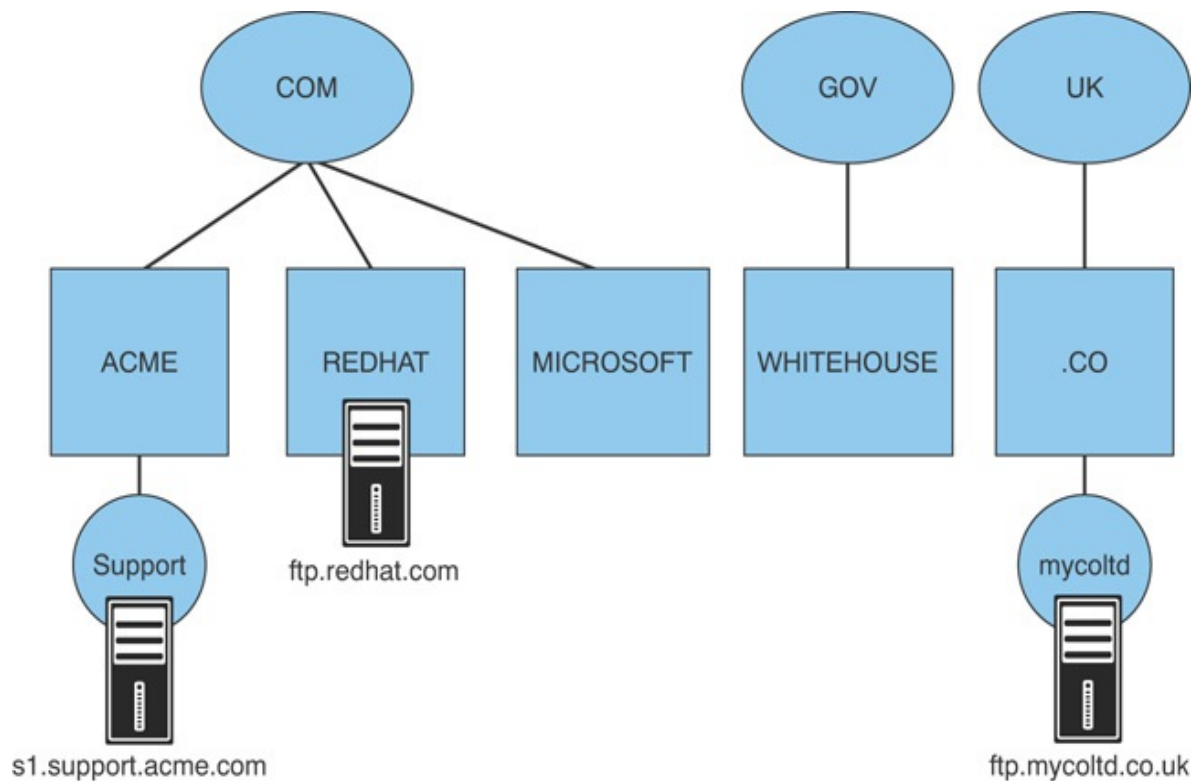 COM
GOV
UK
ACME
REDHAT
MICROSOFT
WHITEHOUSE
.CO
Support
mycoltd
ftp.redhat.com
s1.support.acme.com
ftp.mycoltd.co.uk